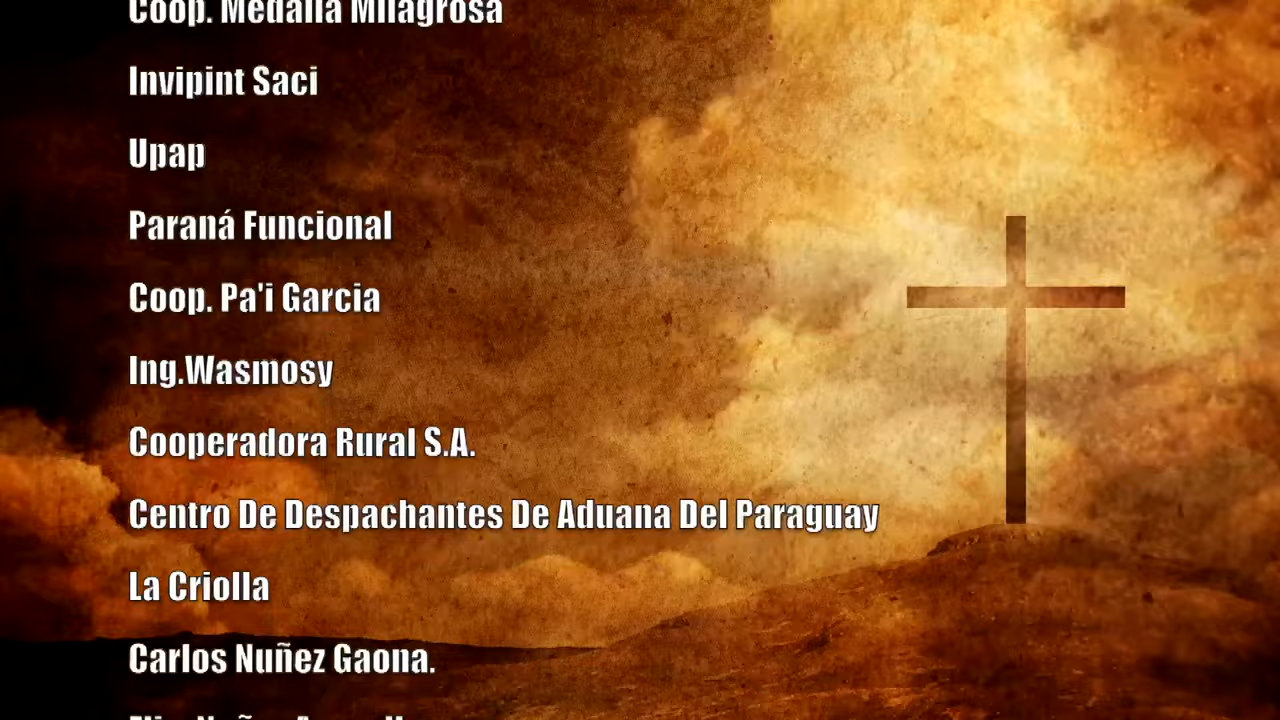 Coop. Medalla Milagrosa
Invipint Saci
Upap
Paraná Funcional
Coop. Pa'i Garcia
Ing.Wasmosy
Cooperadora Rural S.A.
Centro De Despachantes De Aduana Del Paraguay
La Criolla
Carlos Nuñez Gaona.